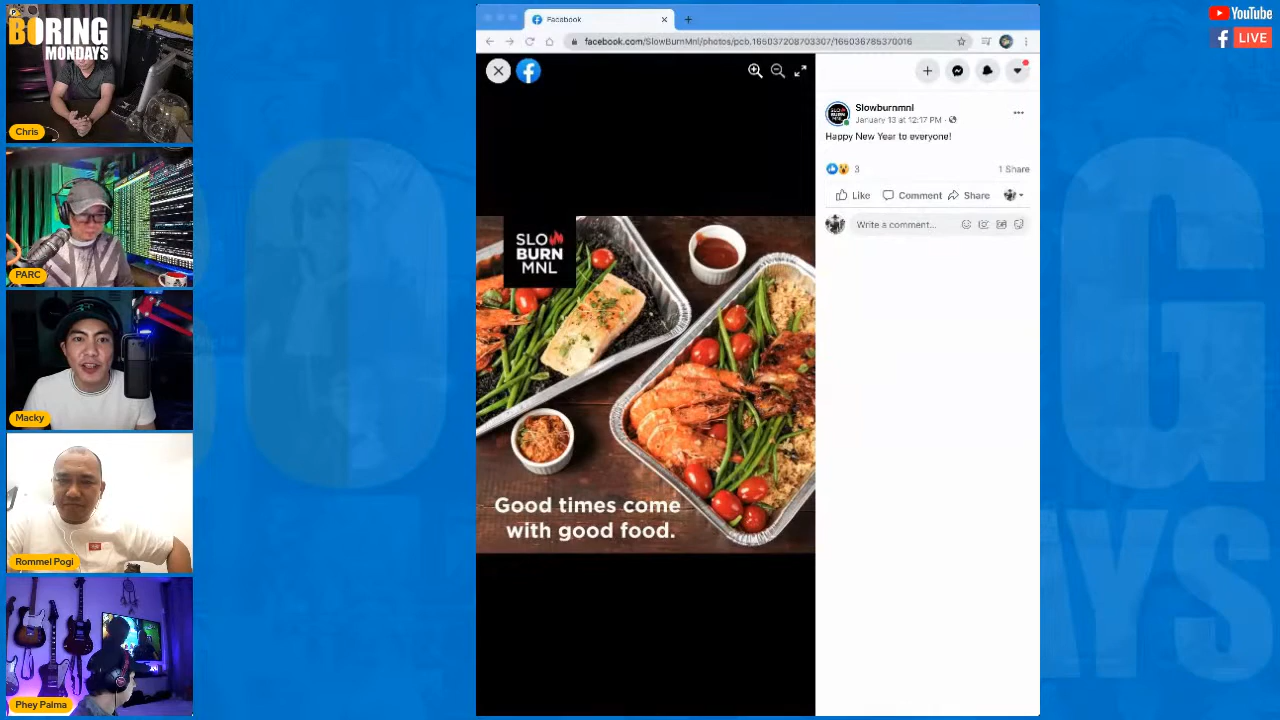 BORING
MONDAYS
Chris
PARC
Macky
Rommel Pogi
Phey Palma
Facebook
facebook.com/SlowBurnMnl/photos/pcb.165037208703307/165036785370016
Slowburnmnl
January 13 at 12:17 PM
Happy New Year to everyone!
3
1 Share
Like
Comment
Share
Write a comment...
SLO
BURN
MNL
Good times come
with good food.
YouTube
f LIVE